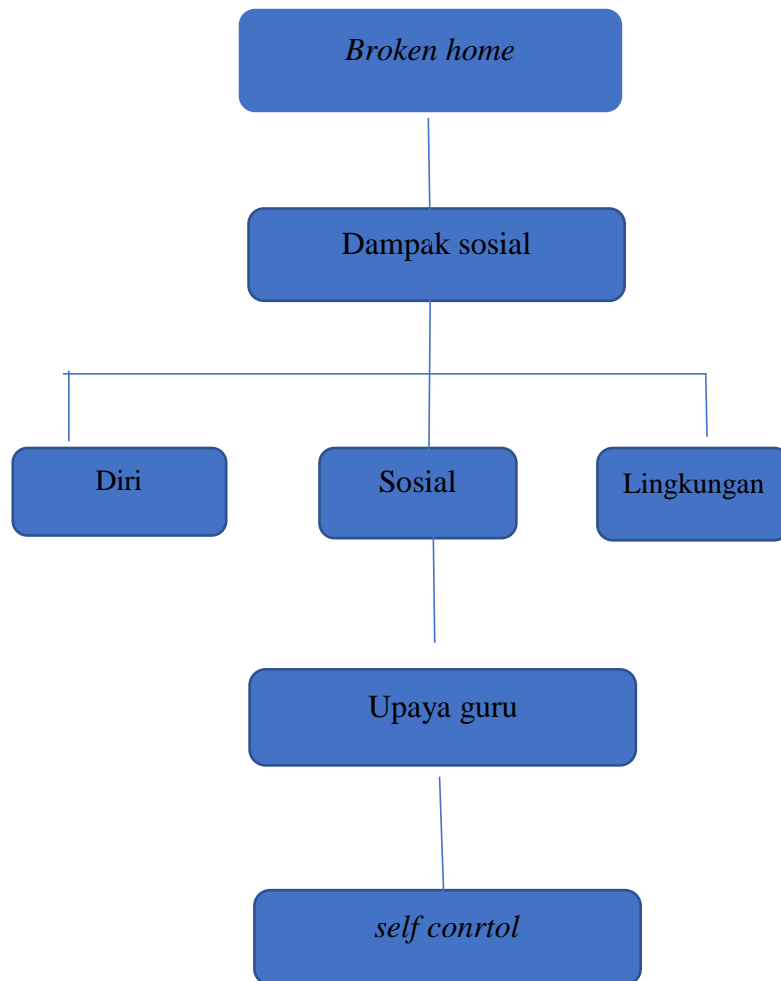 Broken home
Dampak sosial
Diri
Sosial
Lingkungan
Upaya guru
self conrtol